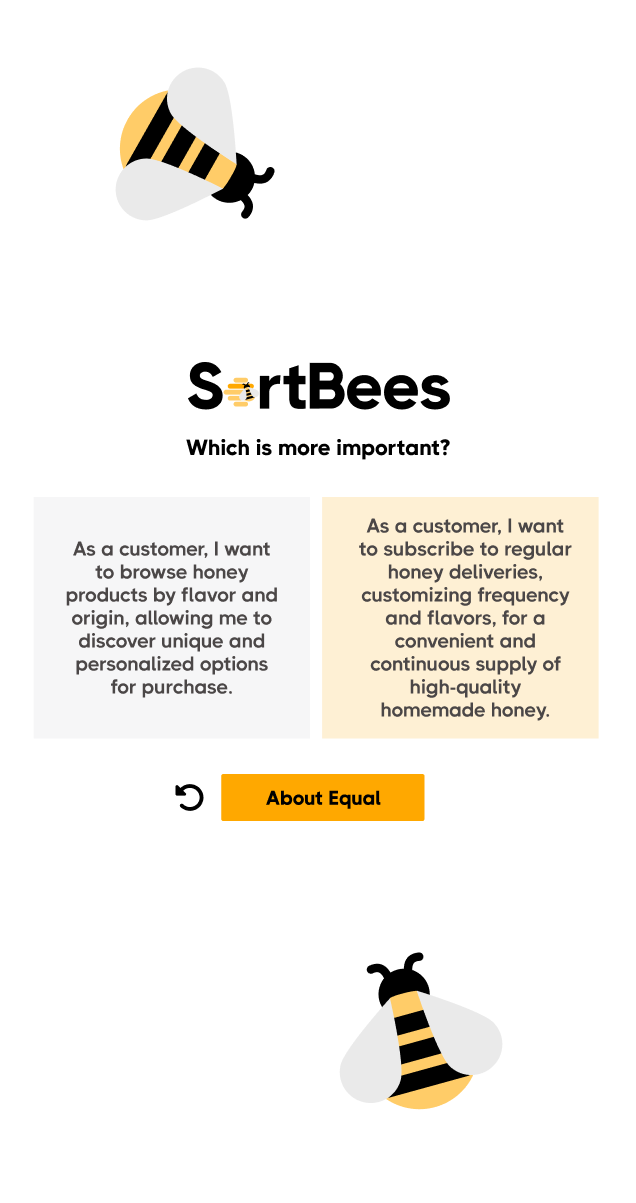 SortBees
Which is more important?
As a customer, I want
to browse honey
products by flavor and
origin, allowing me to
discover unique and
personalized options
for purchase.
As a customer, I want
to subscribe to regular
honey deliveries,
customizing frequency
and flavors, for a
convenient and
continuous supply of
high-quality
homemade honey.
About Equal